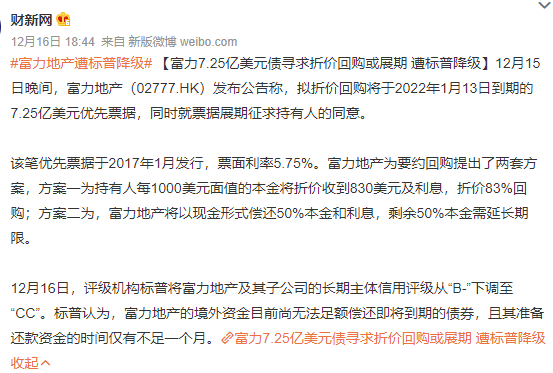 财新网
12月16日 18:44 来自 新版微博 weibo.com
#富力地产遭标普降级# 【富力7.25亿美元债寻求折价回购或展期 遭标普降级】12月15
日晚间，富力地产（02777.HK）发布公告称，拟折价回购将于2022年1月13日到期的
7.25亿美元优先票据，同时就票据展期征求持有人的同意。
该笔优先票据于2017年1月发行，票面利率5.75%。富力地产为要约回购提出了两套方
案，方案一为持有人每1000美元面值的本金将折价收到830美元及利息，折价83%回
购；方案二为，富力地产将以现金形式偿还50%本金和利息，剩余50%本金需延长期
限。
12月16日，评级机构标普将富力地产及其子公司的长期主体信用评级从“B-”下调至
“CC”。标普认为，富力地产的境外资金目前尚无法足额偿还即将到期的债券，且其准备
还款资金的时间仅有不足一个月。富力7.25亿美元债寻求折价回购或展期 遭标普降级
收起